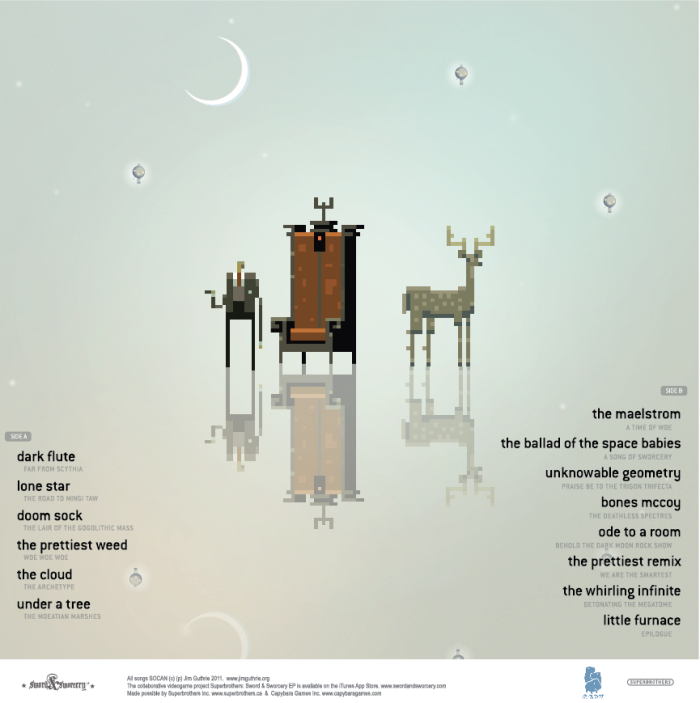 SIDE A
dark flute
FAR FROM SCYTHIA
lone star
THE ROAD TO MINGI TAW
doom sock
THE LAIR OF THE GOGOLITHIC MASS
the prettiest weed
WOE WOE WOE
the cloud
THE ARCHETYPE
under a tree
THE MOEATIAN MARSHES
SIDE B
the maelstrom
A TIME OF WOE
the ballad of the space babies
A SONG OF SWORCERY
unknowable geometry
PRAISE BE TO THE TRIGON TRIFECTA
bones mccoy
THE DEATHLESS SPECTRES
ode to a room
BEHOLD THE DARK MOON ROCK SHOW
the prettiest remix
WE ARE THE SMARTEST
the whirling infinite
DETONATING THE MEGATOME
little furnace
EPILOGUE
Sword & Sworcery
All songs SOCAN (c) (p) Jim Guthrie 2011, www.jimguthrie.org
The collaborative videogame project Superbrothers: Sword & Sworcery EP is available on the iTunes App Store, www.swordandsworcery.com
Made possible by Superbrothers Inc. www.superbrothers.ca & Capybara Games Inc. www.capybaragames.com
SUPERBROTHERS